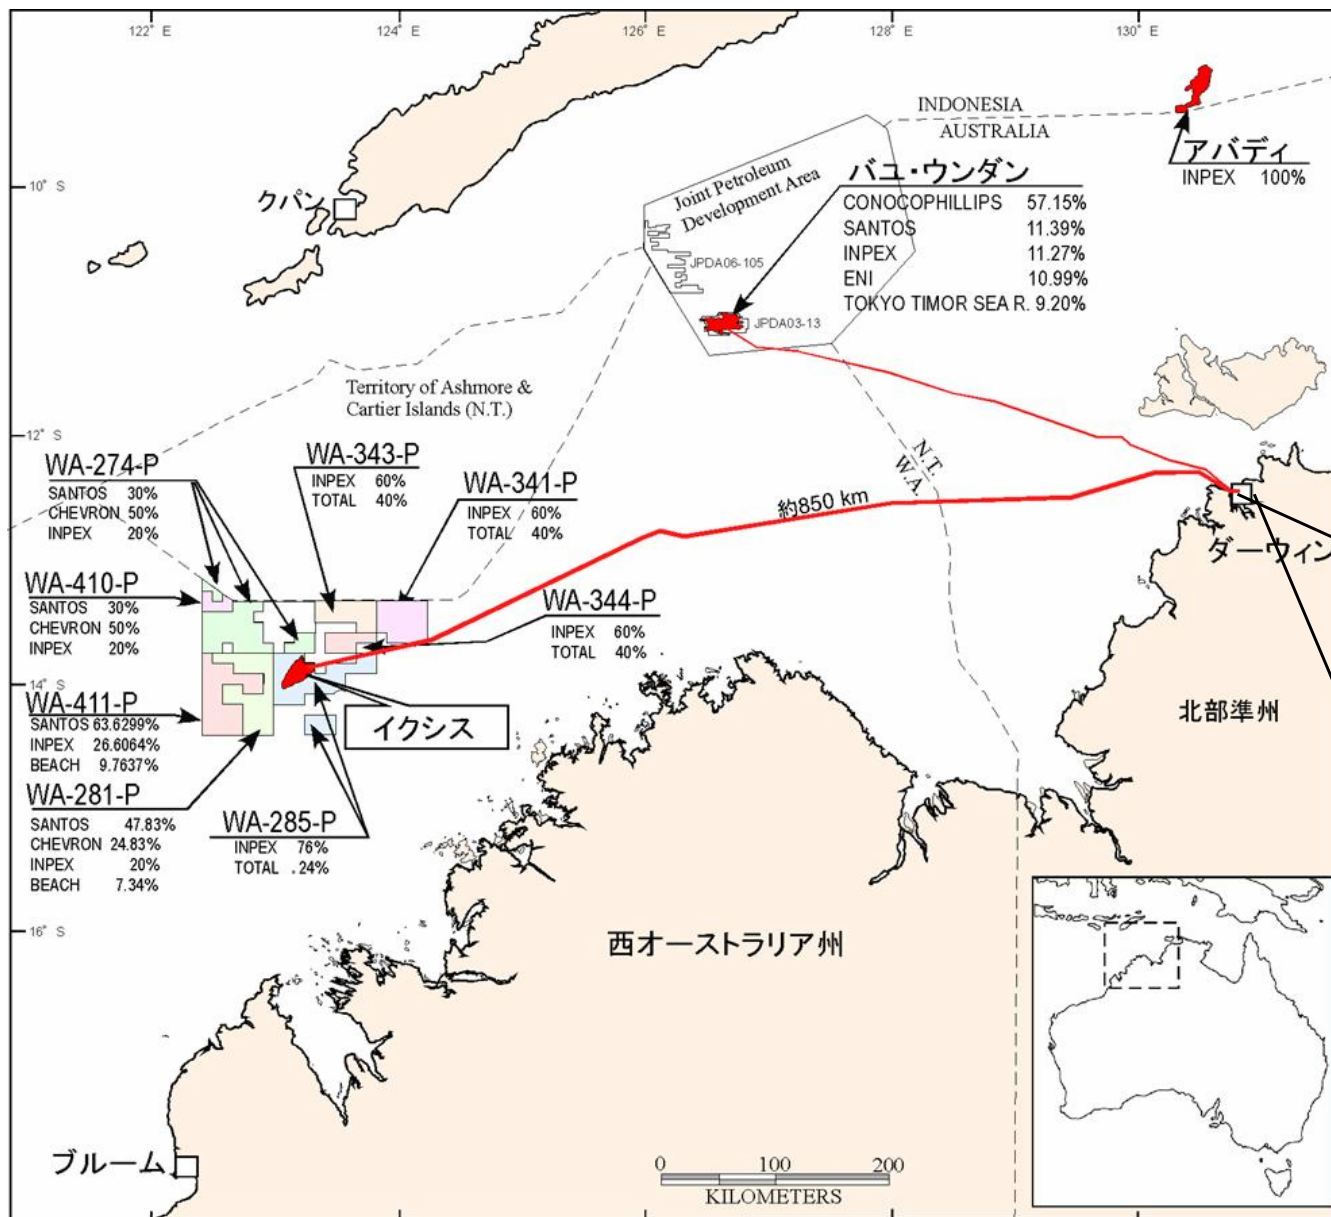 122° E
124° E
126° E
128° E
130° E
10° S
12° S
14° S
16° S
INDONESIA
AUSTRALIA
アバディ
INPEX 100%
クパン
Joint Petroleum
Development Area
JPDA06-105
JPDA03-13
バユ・ウンダン
CONOCOPHILLIPS 57.15%
SANTOS 11.39%
INPEX 11.27%
ENI 10.99%
TOKYO TIMOR SEA R. 9.20%
Territory of Ashmore &
Cartier Islands (N.T.)
WA-274-P
SANTOS 30%
CHEVRON 50%
INPEX 20%
WA-343-P
INPEX 60%
TOTAL 40%
WA-341-P
INPEX 60%
TOTAL 40%
N.T.
W.A.
約850 km
ダーウィン
WA-410-P
SANTOS 30%
CHEVRON 50%
INPEX 20%
WA-344-P
INPEX 60%
TOTAL 40%
WA-411-P
SANTOS 63.6299%
INPEX 26.6064%
BEACH 9.7637%
イクシス
北部準州
WA-281-P
SANTOS 47.83%
CHEVRON 24.83%
INPEX 20%
BEACH 7.34%
WA-285-P
INPEX 76%
TOTAL .24%
西オーストラリア州
ブルーム
0 100 200
KILOMETERS